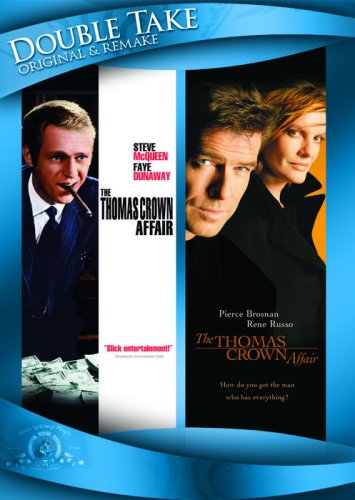 DOUBLE TAKE
ORIGINAL & REMAKE
STEVE
McQUEEN
FAYE
DUNAWAY
THE
THOMAS CROWN
AFFAIR
"Slick entertainment!"
Pierce Brosnan
Rene Russo
The THOMAS
CROWN Affair
How do you get the man
who has everything?